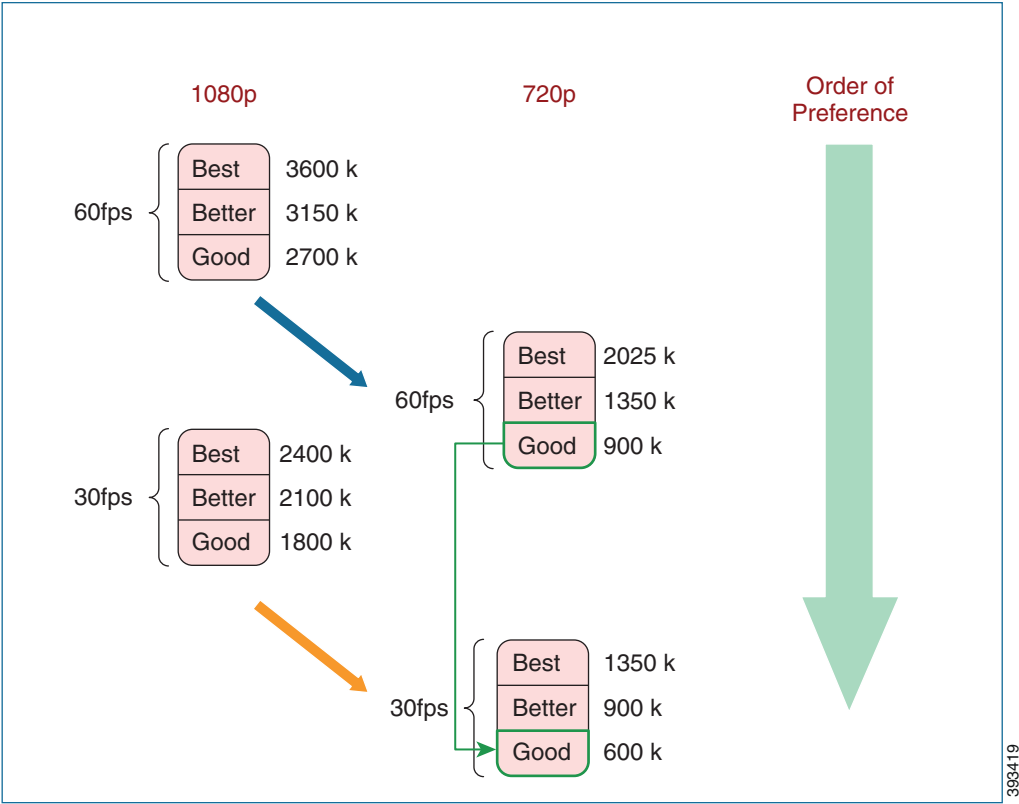 1080p
720p
Order of
Preference
60fps
Best 3600 k
Better 3150 k
Good 2700 k
60fps
Best 2025 k
Better 1350 k
Good 900 k
30fps
Best 2400 k
Better 2100 k
Good 1800 k
30fps
Best 1350 k
Better 900 k
Good 600 k
393419